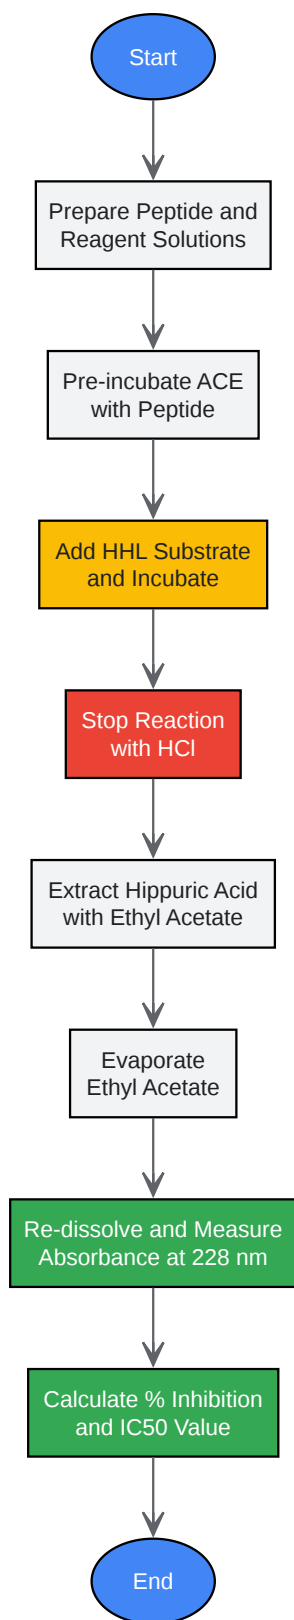 Start
Prepare Peptide and
Reagent Solutions
Pre-incubate ACE
with Peptide
Add HHL Substrate
and Incubate
Stop Reaction
with HCl
Extract Hippuric Acid
with Ethyl Acetate
Evaporate
Ethyl Acetate
Re-dissolve and Measure
Absorbance at 228 nm
Calculate % Inhibition
and IC50 Value
End